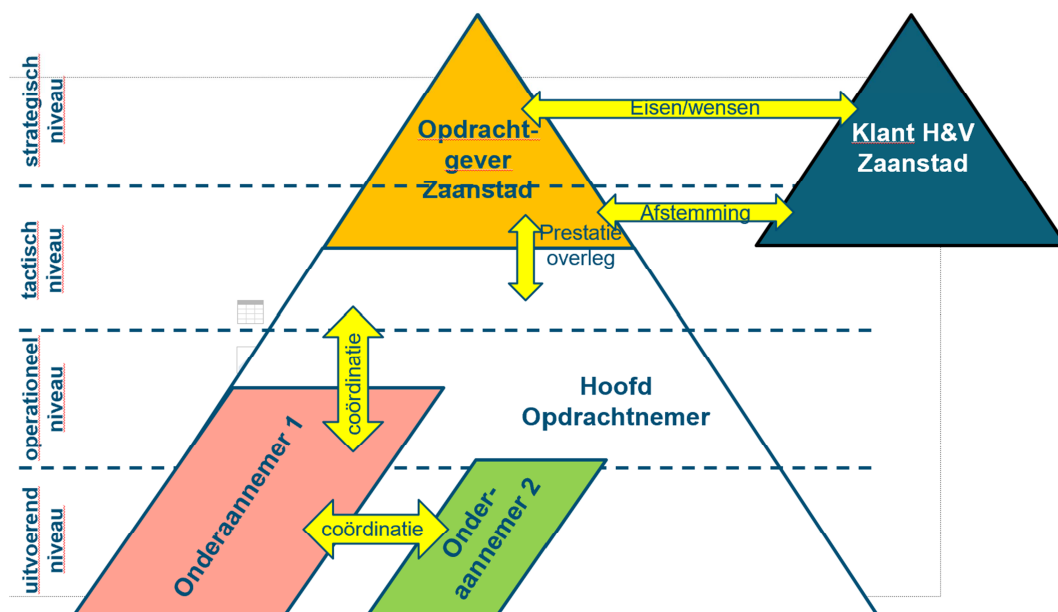 strategisch
niveau
tactisch
niveau
operationeel
niveau
uitvoerend
niveau
Opdracht-
gever
Zaanstad
Eisen/wensen
Klant H&V
Zaanstad
Afstemming
Prestatie
overleg
coördinatie
Hoofd
Opdrachtnemer
Onderaannemer 1
coördinatie
Onder-
aannemer 2